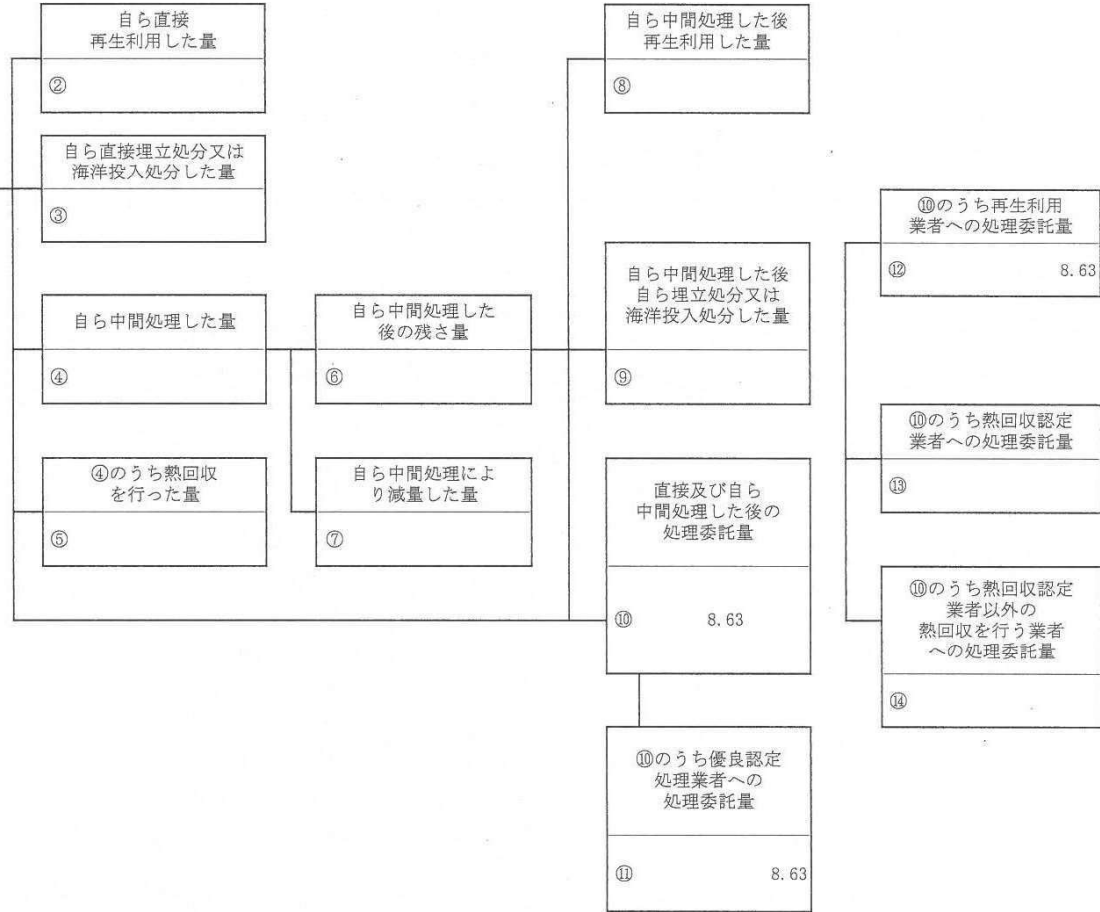 自ら直接
再生利用した量
②
自ら直接埋立処分又は
海洋投入処分した量
③
自ら中間処理した量
④
④のうち熱回収
を行った量
⑤
自ら中間処理した
後の残さ量
⑥
自ら中間処理によ
り減量した量
⑦
自ら中間処理した後
再生利用した量
⑧
自ら中間処理した後
自ら埋立処分又は
海洋投入処分した量
⑨
直接及び自ら
中間処理した後の
処理委託量
⑩ 8.63
⑩のうち優良認定
処理業者への
処理委託量
⑪ 8.63
⑩のうち再生利用
業者への処理委託量
⑫ 8.63
⑩のうち熱回収認定
業者への処理委託量
⑬
⑩のうち熱回収認定
業者以外の
熱回収を行う業者
への処理委託量
⑭